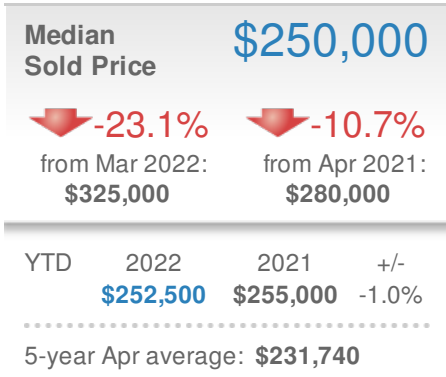 Median $250,000
Sold Price
-23.1% -10.7%
from Mar 2022: from Apr 2021:
$325,000 $280,000
YTD 2022 2021 +/-
$252,500 $255,000 -1.0%
5-year Apr average: $231,740